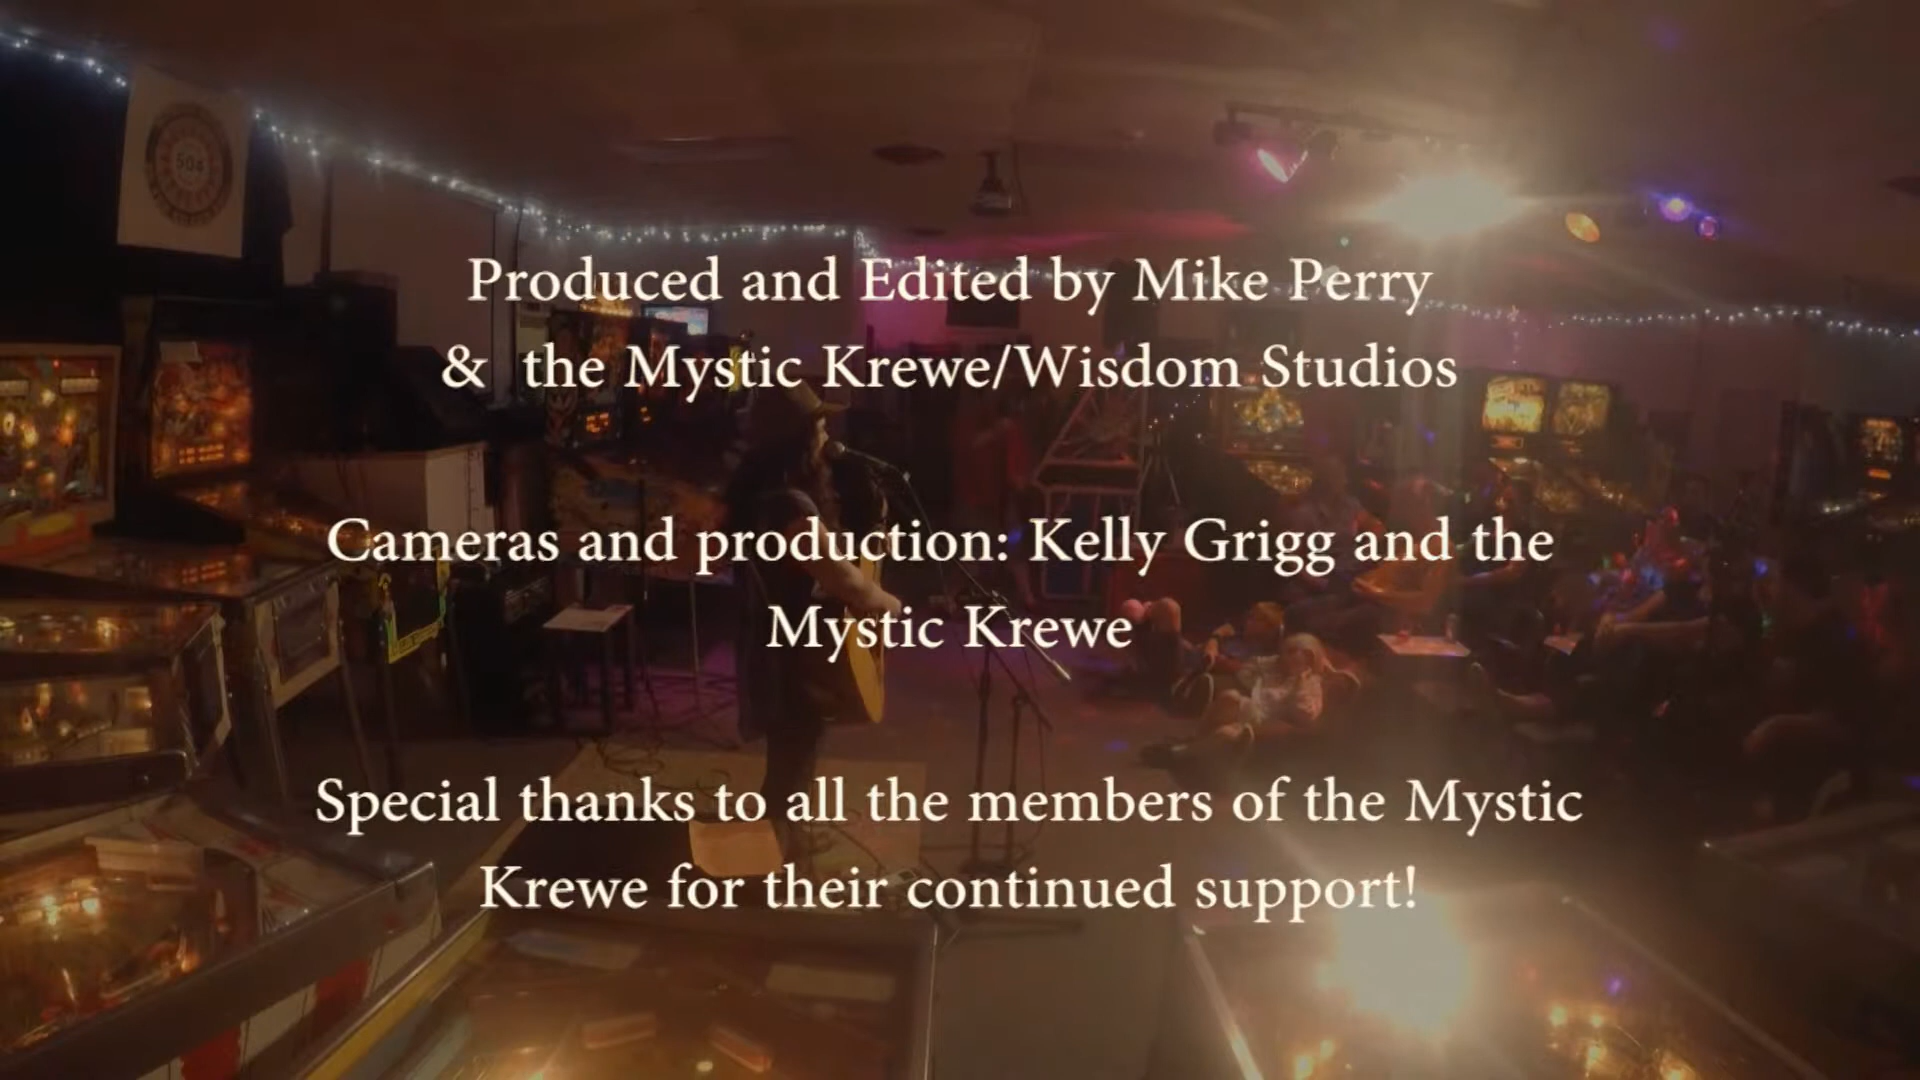 504
Produced and Edited by Mike Perry
& the Mystic Krewe/Wisdom Studios
Cameras and production: Kelly Grigg and the
Mystic Krewe
Special thanks to all the members of the Mystic
Krewe for their continued support!